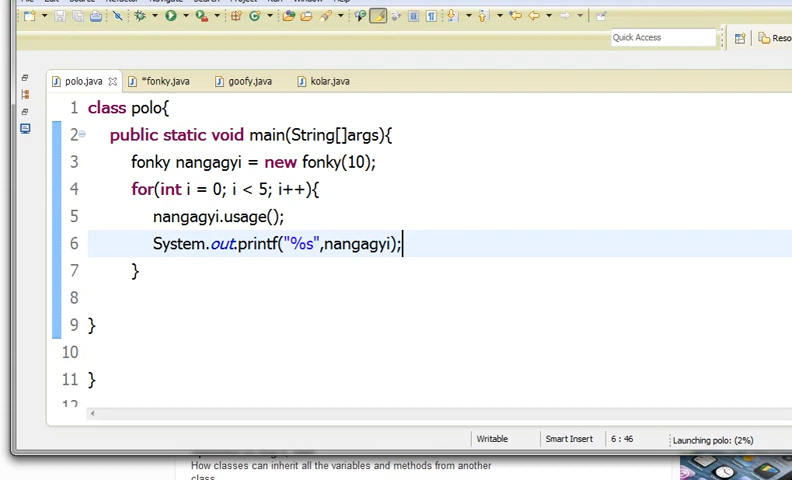 Quick Access
Reso
polo.java
*fonky.java
goofy.java
kolar.java
1 class polo{
2 public static void main(String[]args){
3 fonky nangagyi = new fonky(10);
4 for(int i = 0; i < 5; i++){
5 nangagyi.usage();
6 System.out.printf("%s",nangagyi);
7 }
8
9 }
10
11 }
12
Writable
Smart Insert
6 : 46
Launching polo: (2%)
How classes can inherit all the variables and methods from another
class